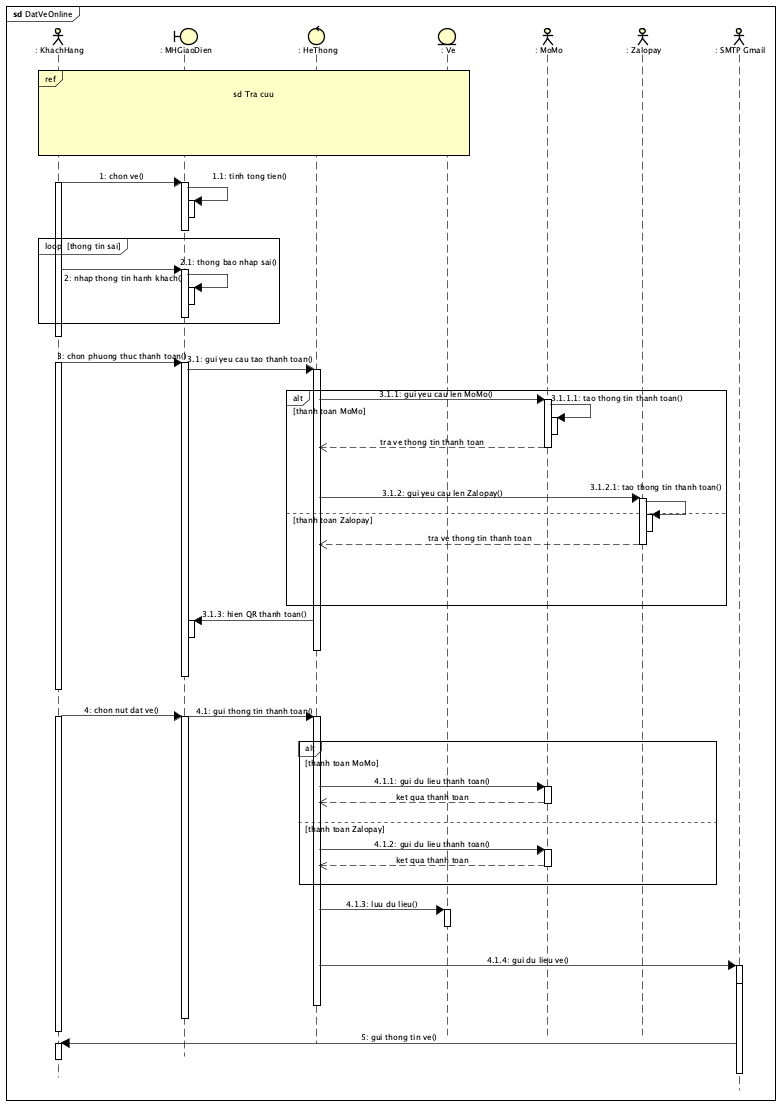 sd DatVeOnline
: KhachHang
: MHGiaoDien
: HeThong
: Ve
: MoMo
: Zalopay
: SMTP Gmail
ref
sd Tra cuu
1: chon ve()
1.1: tinh tong tien()
loop [thong tin sai]
2.1: thong bao nhap sai()
2: nhap thong tin hanh khach()
3: chon phuong thuc thanh toan()
3.1: gui yeu cau tao thanh toan()
alt
[thanh toan MoMo]
3.1.1: gui yeu cau len MoMo()
3.1.1.1: tao thong tin thanh toan()
tra ve thong tin thanh toan
3.1.2: gui yeu cau len Zalopay()
3.1.2.1: tao thong tin thanh toan()
[thanh toan Zalopay]
tra ve thong tin thanh toan
3.1.3: hien QR thanh toan()
4: chon nut dat ve()
4.1: gui thong tin thanh toan()
alt
[thanh toan MoMo]
4.1.1: gui du lieu thanh toan()
ket qua thanh toan
[thanh toan Zalopay]
4.1.2: gui du lieu thanh toan()
ket qua thanh toan
4.1.3: luu du lieu()
4.1.4: gui du lieu ve()
5: gui thong tin ve()